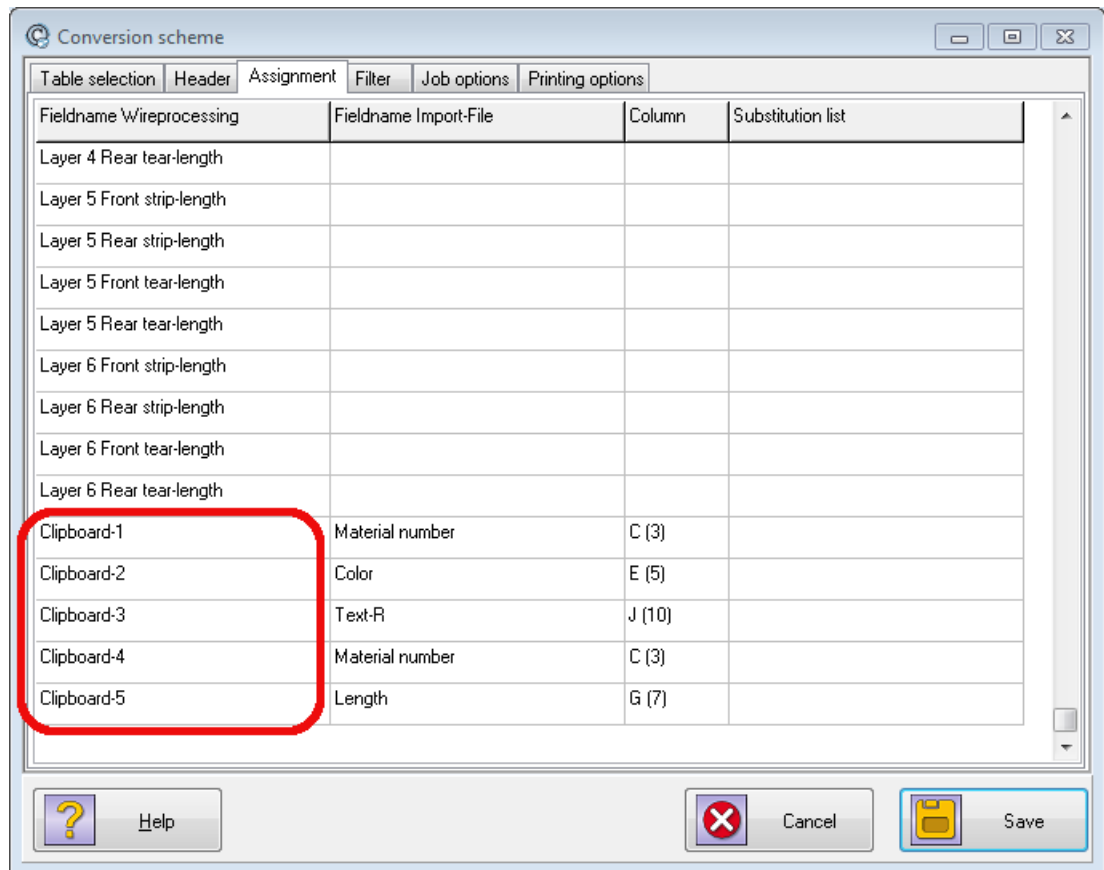 Conversion scheme
Table selection Header Assignment Filter Job options Printing options
Fieldname Wireprocessing Fieldname Import-File Column Substitution list
Layer 4 Rear tear-length
Layer 5 Front strip-length
Layer 5 Rear strip-length
Layer 5 Front tear-length
Layer 5 Rear tear-length
Layer 6 Front strip-length
Layer 6 Rear strip-length
Layer 6 Front tear-length
Layer 6 Rear tear-length
Clipboard-1 Material number C (3)
Clipboard-2 Color E (5)
Clipboard-3 Text-R J (10)
Clipboard-4 Material number C (3)
Clipboard-5 Length G (7)
? Help Cancel Save